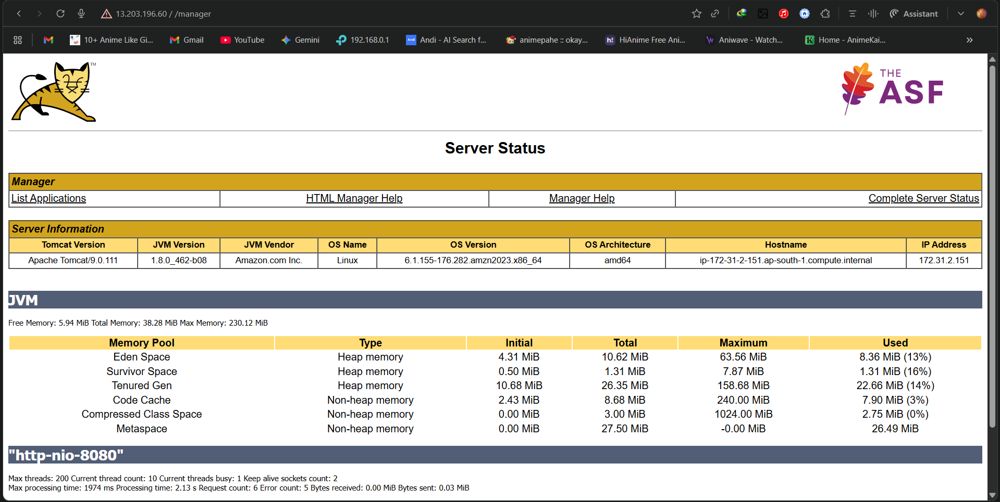 13.203.196.60 / /manager
Assistant
10+ Anime Like Gi...
Gmail
YouTube
Gemini
192.168.0.1
Andi
Andi - AI Search f...
animepahe :: okay...
h!
HiAnime Free Ani...
Aniwave - Watch...
Home - AnimeKai...
TM
THE
ASF
Server Status
Manager
List Applications HTML Manager Help Manager Help Complete Server Status
Server Information
Tomcat Version JVM Version JVM Vendor OS Name OS Version OS Architecture Hostname IP Address
Apache Tomcat/9.0.111 1.8.0_462-b08 Amazon.com Inc. Linux 6.1.155-176.282.amzn2023.x86_64 amd64 ip-172-31-2-151.ap-south-1.compute.internal 172.31.2.151
JVM
Free Memory: 5.94 MiB Total Memory: 38.28 MiB Max Memory: 230.12 MiB
Memory Pool Type Initial Total Maximum Used
Eden Space Heap memory 4.31 MiB 10.62 MiB 63.56 MiB 8.36 MiB (13%)
Survivor Space Heap memory 0.50 MiB 1.31 MiB 7.87 MiB 1.31 MiB (16%)
Tenured Gen Heap memory 10.68 MiB 26.35 MiB 158.68 MiB 22.66 MiB (14%)
Code Cache Non-heap memory 2.43 MiB 8.68 MiB 240.00 MiB 7.90 MiB (3%)
Compressed Class Space Non-heap memory 0.00 MiB 3.00 MiB 1024.00 MiB 2.75 MiB (0%)
Metaspace Non-heap memory 0.00 MiB 27.50 MiB -0.00 MiB 26.49 MiB
"http-nio-8080"
Max threads: 200 Current thread count: 10 Current threads busy: 1 Keep alive sockets count: 2
Max processing time: 1974 ms Processing time: 2.13 s Request count: 6 Error count: 5 Bytes received: 0.00 MiB Bytes sent: 0.03 MiB